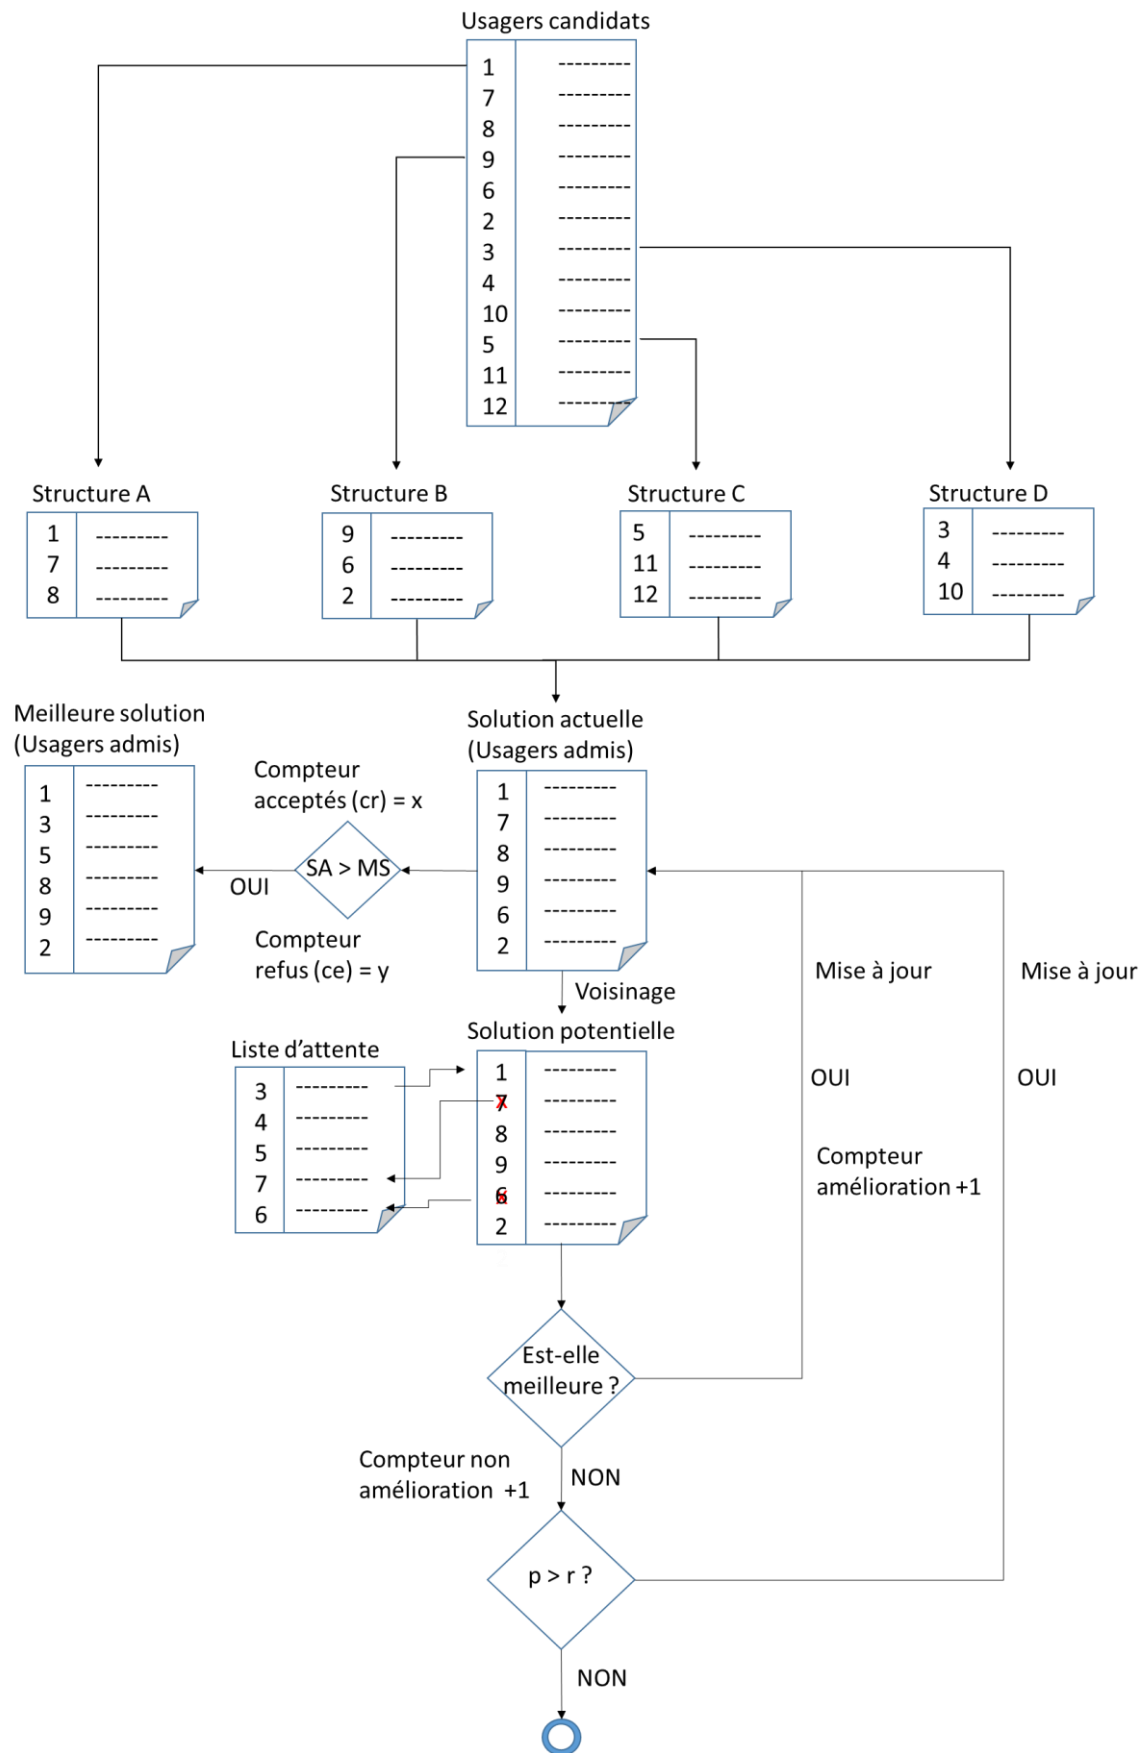 Usagers candidats
1 ---------
7 ---------
8 ---------
9 ---------
6 ---------
2 ---------
3 ---------
4 ---------
10 ---------
5 ---------
11 ---------
12 ---------
Structure A
1 ---------
7 ---------
8 ---------
Structure B
9 ---------
6 ---------
2 ---------
Structure C
5 ---------
11 ---------
12 ---------
Structure D
3 ---------
4 ---------
10 ---------
Meilleure solution
(Usagers admis)
1 ---------
3 ---------
5 ---------
8 ---------
9 ---------
2 ---------
Compteur
acceptés (cr) = x
SA > MS
OUI
Compteur
refus (ce) = y
Solution actuelle
(Usagers admis)
1 ---------
7 ---------
8 ---------
9 ---------
6 ---------
2 ---------
Voisinage
Mise à jour
Mise à jour
Solution potentielle
1 ---------
7 ---------
8 ---------
9 ---------
6 ---------
2 ---------
x
x
Liste d'attente
3 ---------
4 ---------
5 ---------
7 ---------
6 ---------
OUI
OUI
Compteur
amélioration +1
Est-elle
meilleure ?
Compteur non
amélioration +1
NON
p > r ?
NON